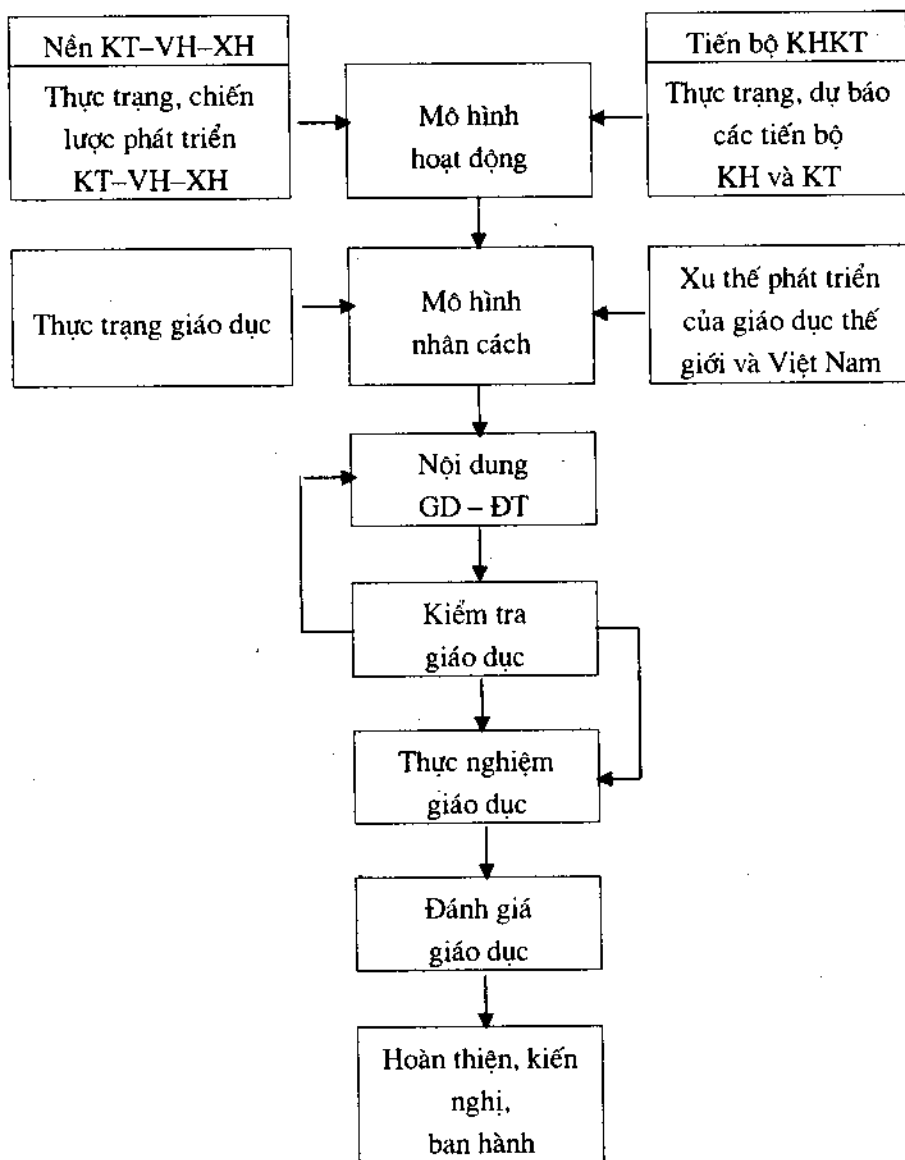 Nền KT–VH–XH
Thực trạng, chiến
lược phát triển
KT–VH–XH
Mô hình
hoạt động
Tiến bộ KHKT
Thực trạng, dự báo
các tiến bộ
KH và KT
Thực trạng giáo dục
Mô hình
nhân cách
Xu thế phát triển
của giáo dục thế
giới và Việt Nam
Nội dung
GD – ĐT
Kiểm tra
giáo dục
Thực nghiệm
giáo dục
Đánh giá
giáo dục
Hoàn thiện, kiến
nghị,
ban hành